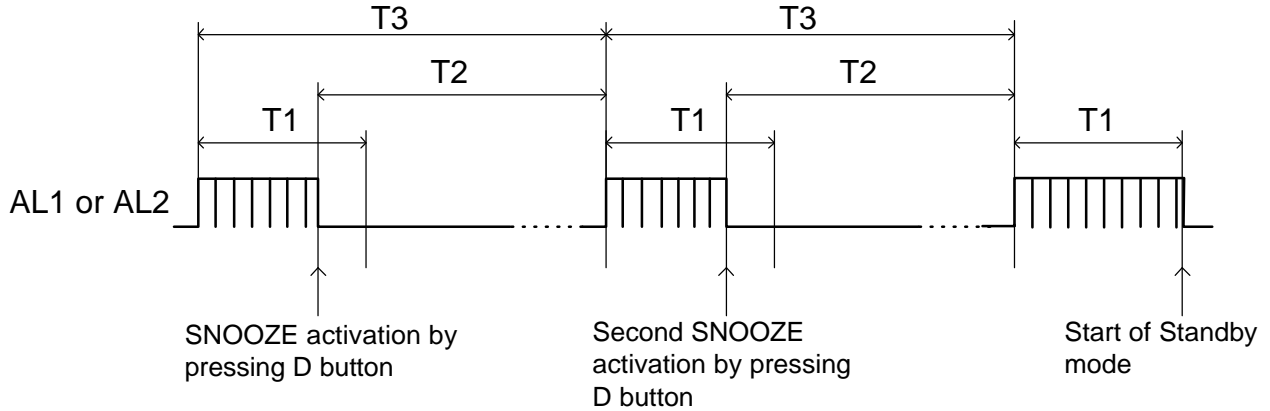 T3 T3
T2 T2
T1 T1 T1
AL1 or AL2
SNOOZE activation by
pressing D button
Second SNOOZE
activation by pressing
D button
Start of Standby
mode